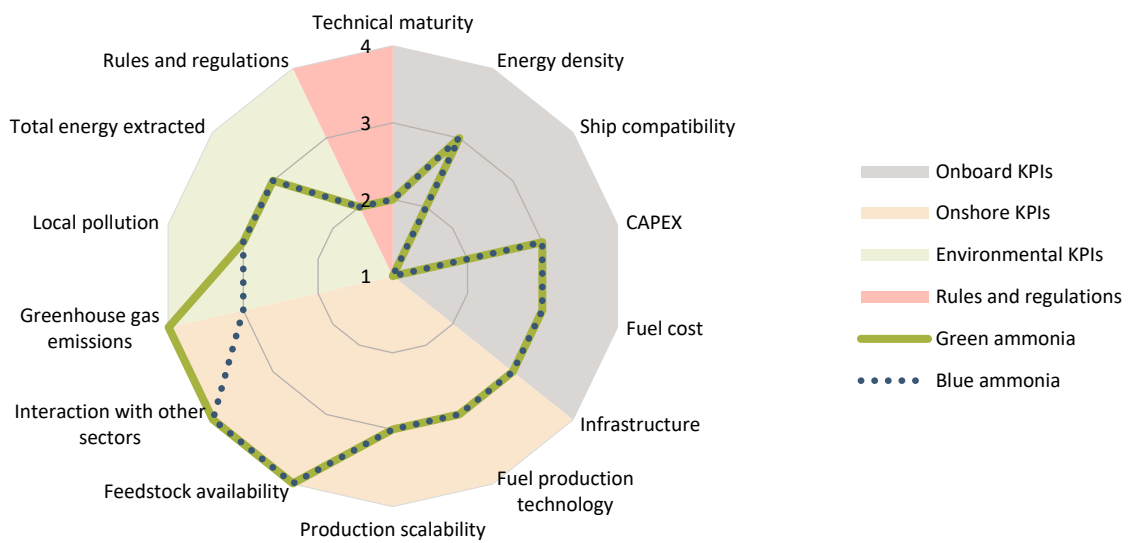 Technical maturity
4
Rules and regulations
Energy density
Total energy extracted
3
Ship compatibility
Onboard KPIs
2
Onshore KPIs
Local pollution
CAPEX
Environmental KPIs
1
Rules and regulations
Greenhouse gas
emissions
Fuel cost
Green ammonia
Blue ammonia
Interaction with other
sectors
Infrastructure
Feedstock availability
Fuel production
technology
Production scalability